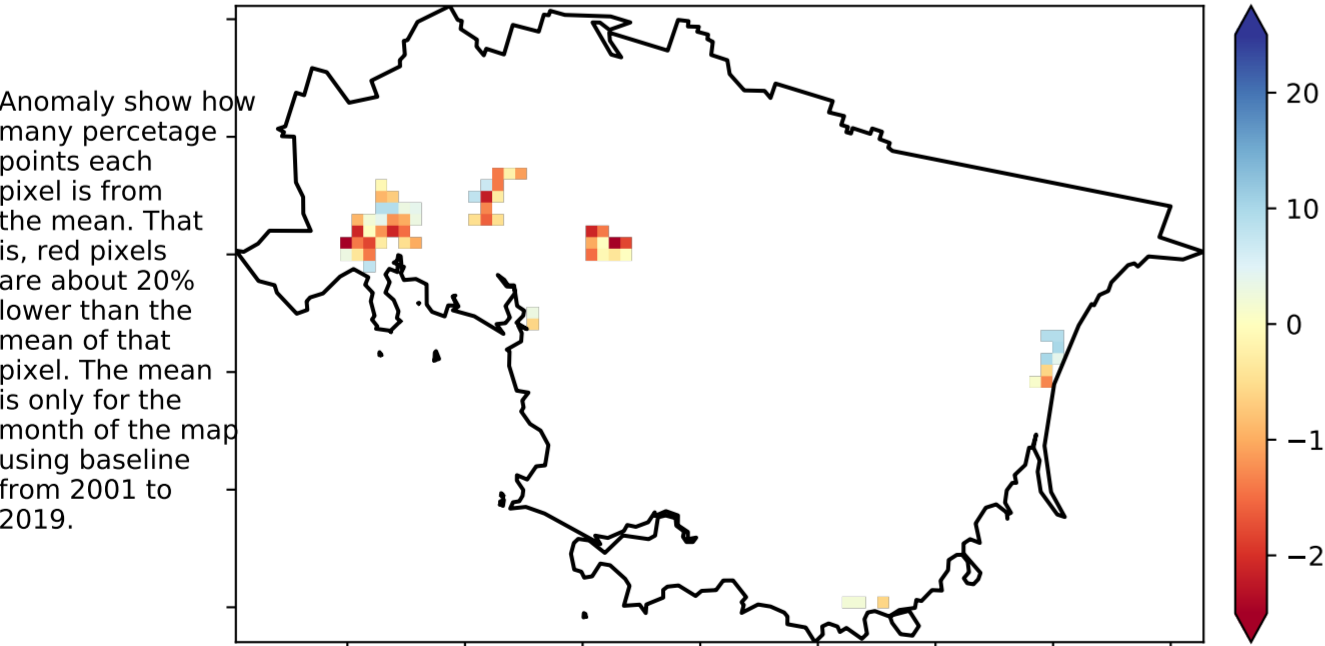 Anomaly show how
many percetage
points each
pixel is from
the mean. That
is, red pixels
are about 20%
lower than the
mean of that
pixel. The mean
is only for the
month of the map
using baseline
from 2001 to
2019.
20
10
0
−1
−2